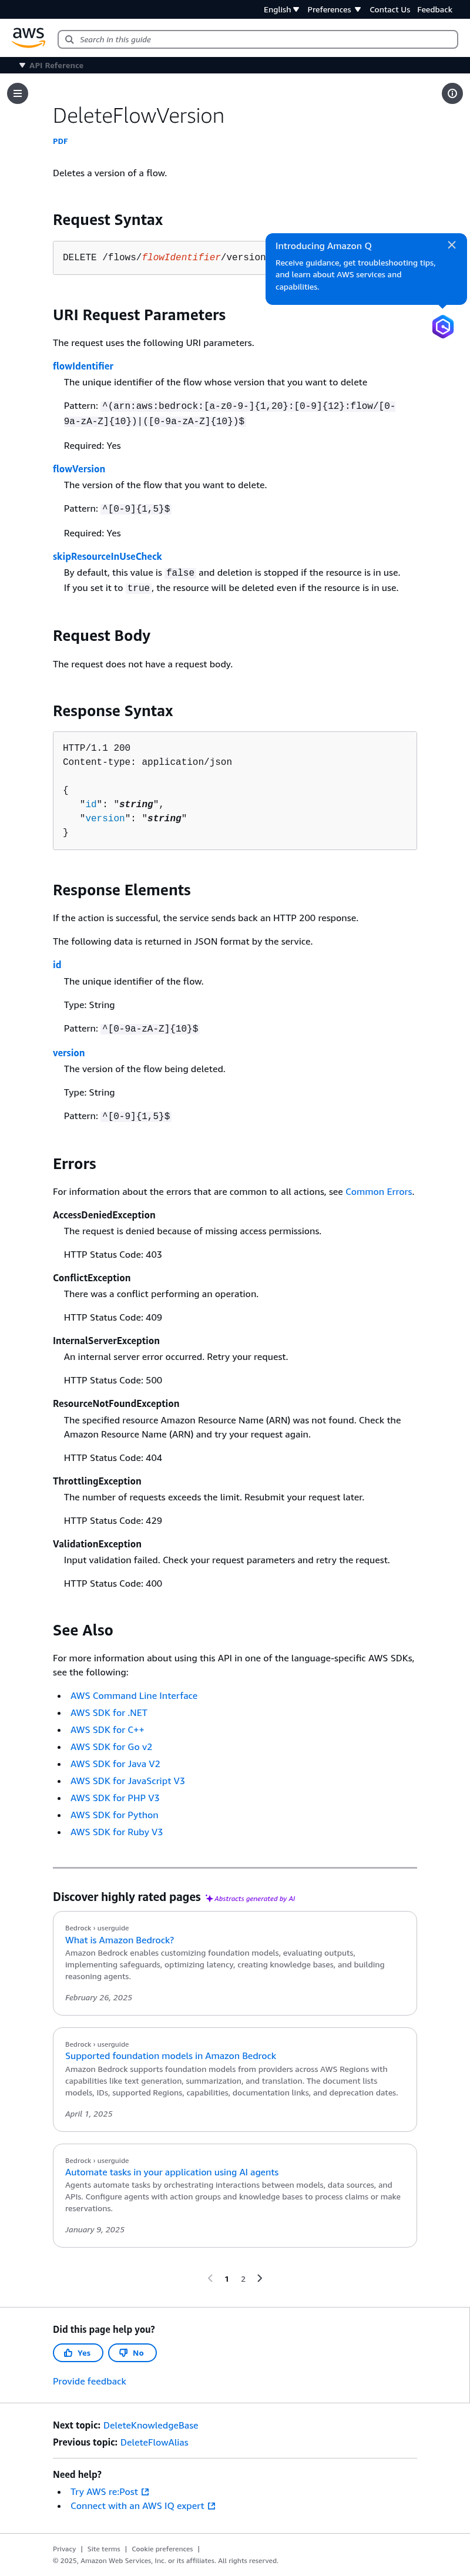 English
Preferences
Contact Us
Feedback
aws
Search in this guide
API Reference
DeleteFlowVersion
PDF
Deletes a version of a flow.
Request Syntax
DELETE /flows/flowIdentifier/version
Introducing Amazon Q
Receive guidance, get troubleshooting tips,
and learn about AWS services and
capabilities.
URI Request Parameters
The request uses the following URI parameters.
flowIdentifier
The unique identifier of the flow whose version that you want to delete
Pattern: ^(arn:aws:bedrock:[a-z0-9-]{1,20}:[0-9]{12}:flow/[0-
9a-zA-Z]{10})|([0-9a-zA-Z]{10})$
Required: Yes
flowVersion
The version of the flow that you want to delete.
Pattern: ^[0-9]{1,5}$
Required: Yes
skipResourceInUseCheck
By default, this value is false and deletion is stopped if the resource is in use.
If you set it to true, the resource will be deleted even if the resource is in use.
Request Body
The request does not have a request body.
Response Syntax
HTTP/1.1 200
Content-type: application/json
{
"id": "string",
"version": "string"
}
Response Elements
If the action is successful, the service sends back an HTTP 200 response.
The following data is returned in JSON format by the service.
id
The unique identifier of the flow.
Type: String
Pattern: ^[0-9a-zA-Z]{10}$
version
The version of the flow being deleted.
Type: String
Pattern: ^[0-9]{1,5}$
Errors
For information about the errors that are common to all actions, see Common Errors.
AccessDeniedException
The request is denied because of missing access permissions.
HTTP Status Code: 403
ConflictException
There was a conflict performing an operation.
HTTP Status Code: 409
InternalServerException
An internal server error occurred. Retry your request.
HTTP Status Code: 500
ResourceNotFoundException
The specified resource Amazon Resource Name (ARN) was not found. Check the
Amazon Resource Name (ARN) and try your request again.
HTTP Status Code: 404
ThrottlingException
The number of requests exceeds the limit. Resubmit your request later.
HTTP Status Code: 429
ValidationException
Input validation failed. Check your request parameters and retry the request.
HTTP Status Code: 400
See Also
For more information about using this API in one of the language-specific AWS SDKs,
see the following:
• AWS Command Line Interface
• AWS SDK for .NET
• AWS SDK for C++
• AWS SDK for Go v2
• AWS SDK for Java V2
• AWS SDK for JavaScript V3
• AWS SDK for PHP V3
• AWS SDK for Python
• AWS SDK for Ruby V3
Discover highly rated pages Abstracts generated by AI
Bedrock › userguide
What is Amazon Bedrock?
Amazon Bedrock enables customizing foundation models, evaluating outputs,
implementing safeguards, optimizing latency, creating knowledge bases, and building
reasoning agents.
February 26, 2025
Bedrock › userguide
Supported foundation models in Amazon Bedrock
Amazon Bedrock supports foundation models from providers across AWS Regions with
capabilities like text generation, summarization, and translation. The document lists
models, IDs, supported Regions, capabilities, documentation links, and deprecation dates.
April 1, 2025
Bedrock › userguide
Automate tasks in your application using AI agents
Agents automate tasks by orchestrating interactions between models, data sources, and
APIs. Configure agents with action groups and knowledge bases to process claims or make
reservations.
January 9, 2025
1 2
Did this page help you?
Yes
No
Provide feedback
Next topic: DeleteKnowledgeBase
Previous topic: DeleteFlowAlias
Need help?
• Try AWS re:Post
• Connect with an AWS IQ expert
Privacy | Site terms | Cookie preferences |
© 2025, Amazon Web Services, Inc. or its affiliates. All rights reserved.